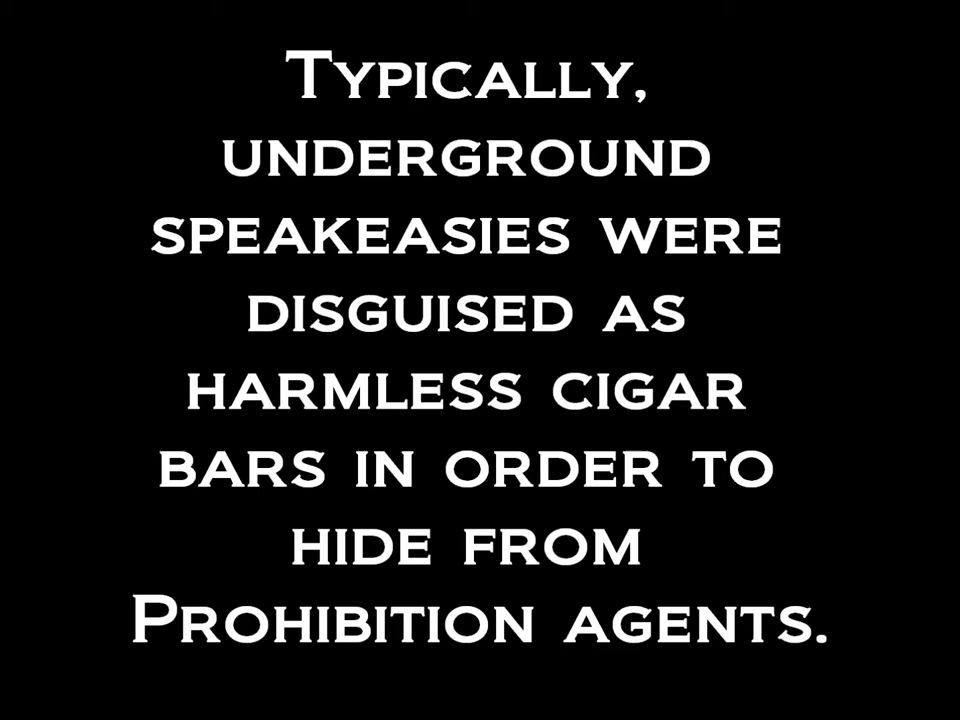 Typically,
underground
speakeasies were
disguised as
harmless cigar
bars in order to
hide from
Prohibition agents.